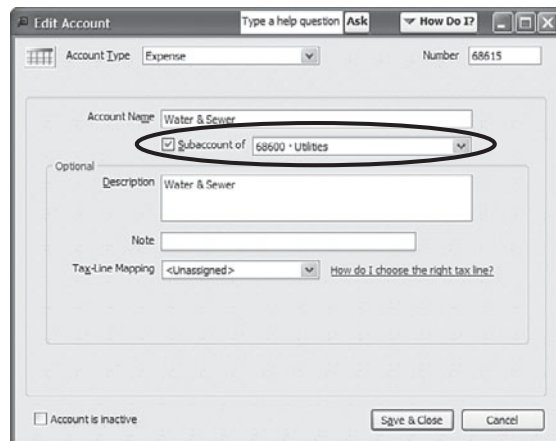 Edit Account Type a help question Ask How Do I?
Account Type Expense Number 68615
Account Name Water & Sewer
Subaccount of 68600 · Utilities
Optional
Description Water & Sewer
Note
Tax-Line Mapping <Unassigned> How do I choose the right tax line?
Account is inactive Save & Close Cancel